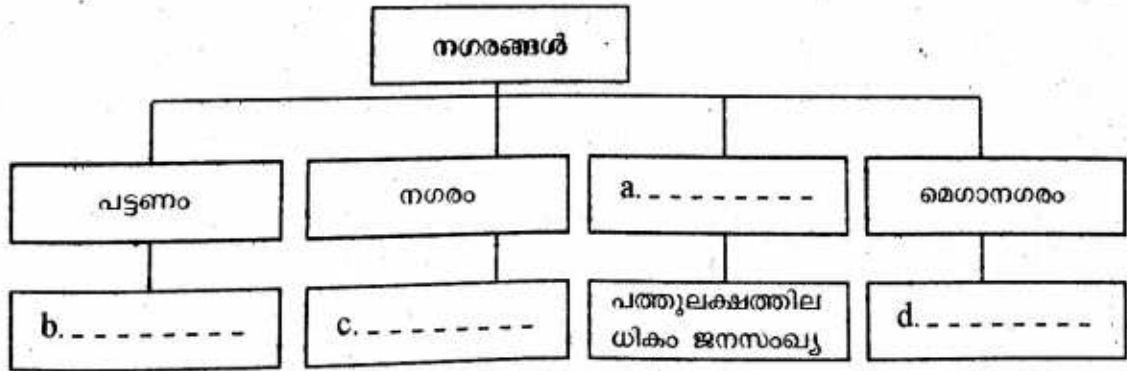 നഗരങ്ങൾ
പട്ടണം
നഗരം
a. _ _ _ _ _ _ _ _ _
മെഗാനഗരം
b. _ _ _ _ _ _ _ _ _
c. _ _ _ _ _ _ _ _ _
പത്തുലക്ഷത്തില
ധികം ജനസംഖ്യ
d. _ _ _ _ _ _ _ _ _